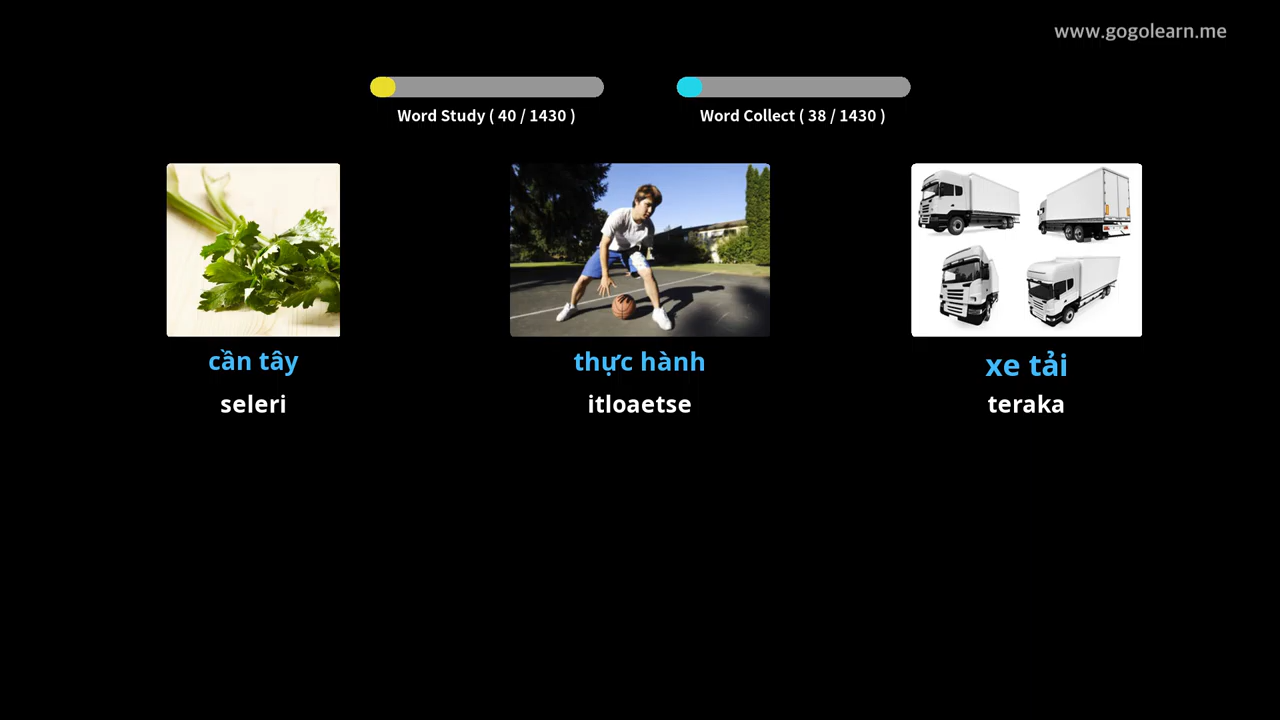 www.gogolearn.me
Word Study ( 40 / 1430 )
Word Collect ( 38 / 1430 )
cần tây
thực hành
xe tải
seleri
itloaetse
teraka